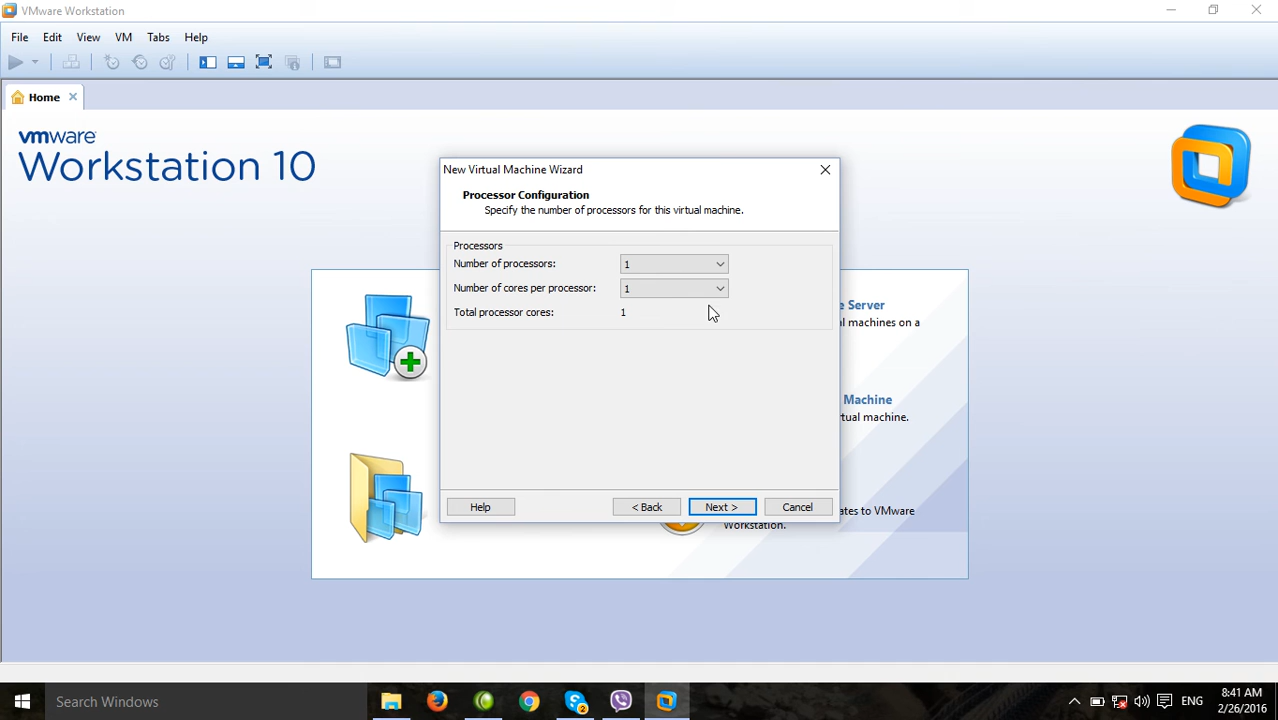 VMware Workstation
File Edit View VM Tabs Help
Home
vmware
Workstation 10
New Virtual Machine Wizard
Processor Configuration
Specify the number of processors for this virtual machine.
Processors
Number of processors: 1
Number of cores per processor: 1
Total processor cores: 1
Help < Back Next > Cancel
Server
machines on a
Machine
machine.
to VMware
Workstation.
Search Windows
2
ENG
8:41 AM
2/26/2016